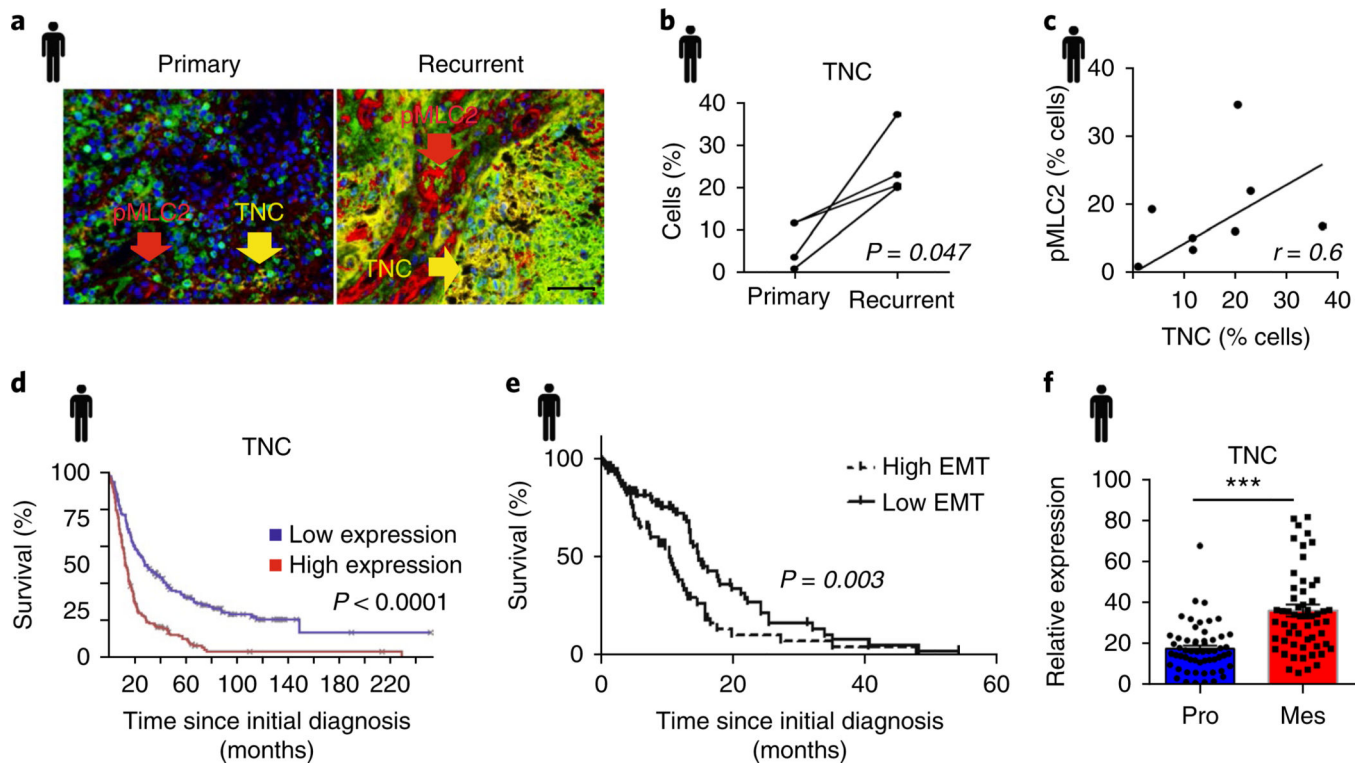 a
Primary
Recurrent
pMLC2
TNC
pMLC2
TNC
b
TNC
Cells (%)
40
30
20
10
0
P = 0.047
Primary
Recurrent
c
pMLC2 (% cells)
40
30
20
10
0
r = 0.6
10
20
30
40
TNC (% cells)
d
TNC
Survival (%)
100
75
50
25
0
Low expression
High expression
P < 0.0001
20 60 100 140 180 220
Time since initial diagnosis
(months)
e
Survival (%)
100
50
0
High EMT
Low EMT
P = 0.003
0 20 40 60
Time since initial diagnosis
(months)
f
TNC
***
Relative expression
100
80
60
40
20
0
Pro Mes